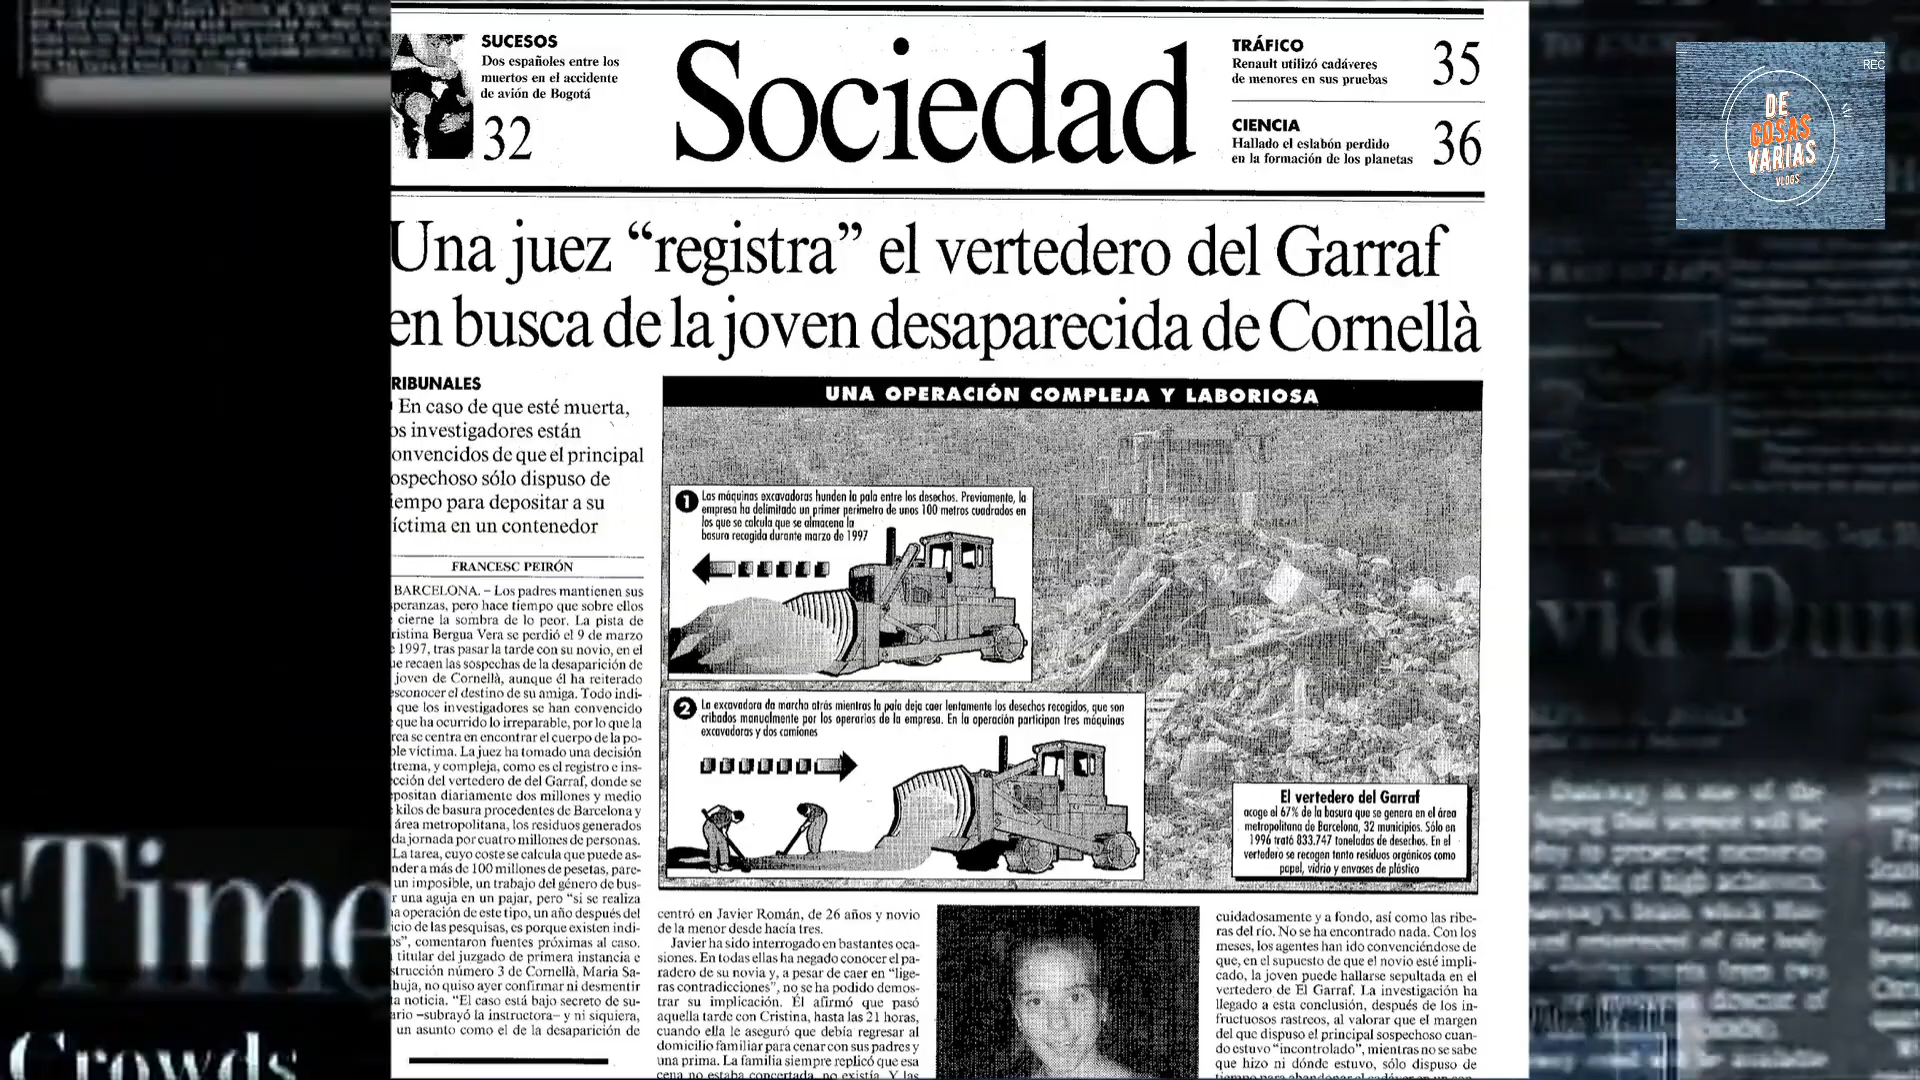 SUCESOS
Dos españoles entre los
muertos en el accidente
de avión de Bogotá
32
Sociedad
TRÁFICO
Renault utilizó cadáveres
de menores en sus pruebas
35
CIENCIA
Hallado el eslabón perdido
en la formación de los planetas
36
REC
DE
COSAS
VARIAS
VLOGS
Una juez “registra” el vertedero del Garraf
en busca de la joven desaparecida de Cornellà
RIBUNALES
En caso de que esté muerta,
os investigadores están
onvencidos de que el principal
ospechoso sólo dispuso de
iempo para depositar a su
íctima en un contenedor
FRANCESC PEIRÓN
BARCELONA. – Los padres mantienen sus
peranzas, pero hace tiempo que sobre ellos
cierne la sombra de lo peor. La pista de
ristina Bergua Vera se perdió el 9 de marzo
1997, tras pasar la tarde con su novio, en el
ue recaen las sospechas de la desaparición de
joven de Cornellà, aunque él ha reiterado
esconocer el destino de su amiga. Todo indi-
que los investigadores se han convencido
que ha ocurrido lo irreparable, por lo que la
rea se centra en encontrar el cuerpo de la po-
ble víctima. La juez ha tomado una decisión
trema, y compleja, como es el registro e ins-
cción del vertedero de del Garraf, donde se
positan diariamente dos millones y medio
kilos de basura procedentes de Barcelona y
área metropolitana, los residuos generados
da jornada por cuatro millones de personas.
La tarea, cuyo coste se calcula que puede as-
nder a más de 100 millones de pesetas, pare-
un imposible, un trabajo del género de bus-
r una aguja en un pajar, pero “si se realiza
a operación de este tipo, un año después del
icio de las pesquisas, es porque existen indi-
os”, comentaron fuentes próximas al caso.
titular del juzgado de primera instancia e
strucción número 3 de Cornellà, Maria Sa-
huja, no quiso ayer confirmar ni desmentir
ta noticia. “El caso está bajo secreto de su-
ario –subrayó la instructora– y ni siquiera,
un asunto como el de la desaparición de
UNA OPERACIÓN COMPLEJA Y LABORIOSA
1 Las máquinas excavadoras hunden la pala entre los desechos. Previamente, la
empresa ha delimitado un primer perímetro de unos 100 metros cuadrados en
los que se calcula que se almacena la
basura recogida durante marzo de 1997
2 La excavadora da marcha atrás mientras la pala deja caer lentamente los desechos recogidos, que son
cribados manualmente por los operarios de la empresa. En la operación participan tres máquinas
excavadoras y dos camiones
El vertedero del Garraf
acoge el 67% de la basura que se genera en el área
metropolitana de Barcelona, 32 municipios. Sólo en
1996 trató 833.747 toneladas de desechos. En el
vertedero se recogen tanto residuos orgánicos como
papel, vidrio y envases de plástico
centró en Javier Román, de 26 años y novio
de la menor desde hacía tres.
Javier ha sido interrogado en bastantes oca-
siones. En todas ellas ha negado conocer el pa-
radero de su novia y, a pesar de caer en “lige-
ras contradicciones”, no se ha podido demos-
trar su implicación. Él afirmó que pasó
aquella tarde con Cristina, hasta las 21 horas,
cuando ella le aseguró que debía regresar al
domicilio familiar para cenar con sus padres y
una prima. La familia siempre replicó que esa
cena no estaba concertada, no existía. Y las
cuidadosamente y a fondo, así como las ribe-
ras del río. No se ha encontrado nada. Con los
meses, los agentes han ido convenciéndose de
que, en el supuesto de que el novio esté impli-
cado, la joven puede hallarse sepultada en el
vertedero de El Garraf. La investigación ha
llegado a esta conclusión, después de los in-
fructuosos rastreos, al valorar que el margen
del que dispuso el principal sospechoso cuan-
do estuvo “incontrolado”, mientras no se sabe
que hizo ni dónde estuvo, sólo dispuso de
sTime
Crowds
vid Dun